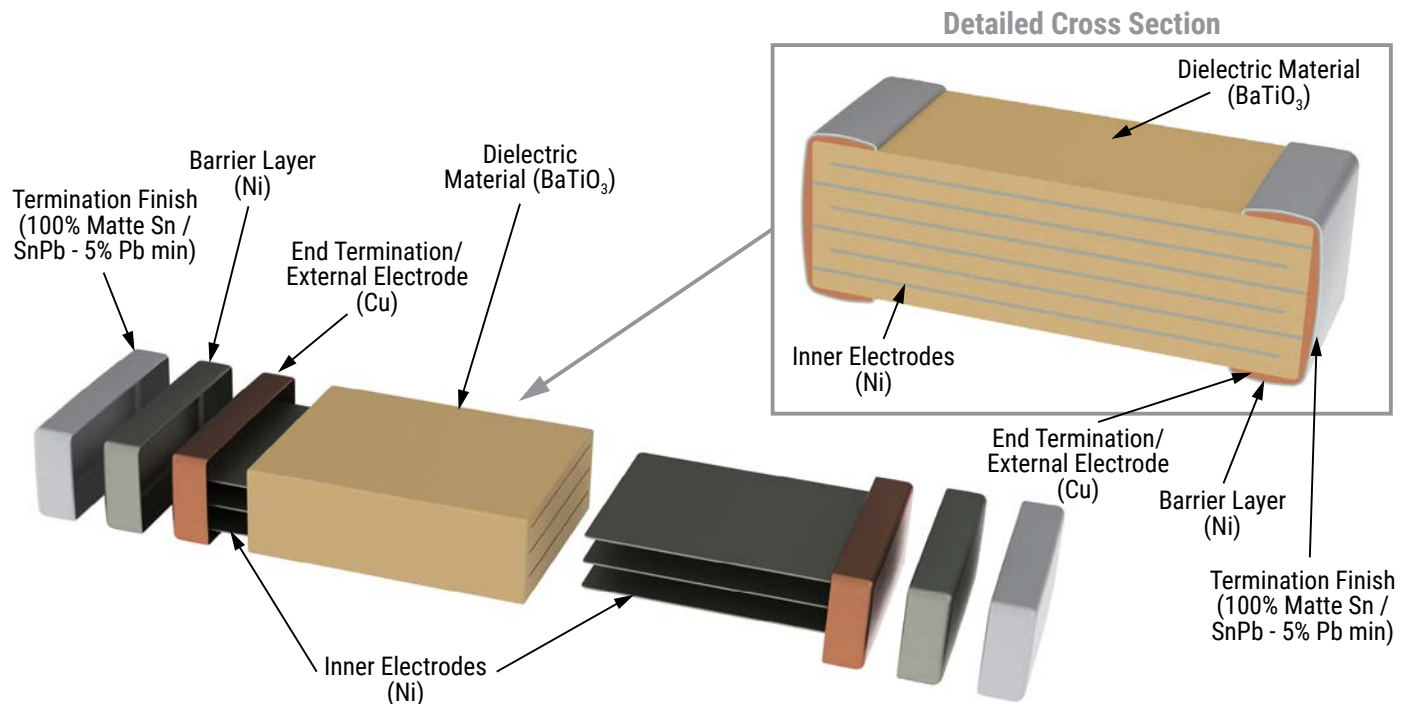 Detailed Cross Section
Dielectric Material
(BaTiO₃)
Inner Electrodes
(Ni)
End Termination/
External Electrode
(Cu)
Barrier Layer
(Ni)
Termination Finish
(100% Matte Sn /
SnPb - 5% Pb min)
Termination Finish
(100% Matte Sn /
SnPb - 5% Pb min)
Barrier Layer
(Ni)
End Termination/
External Electrode
(Cu)
Dielectric
Material (BaTiO₃)
Inner Electrodes
(Ni)